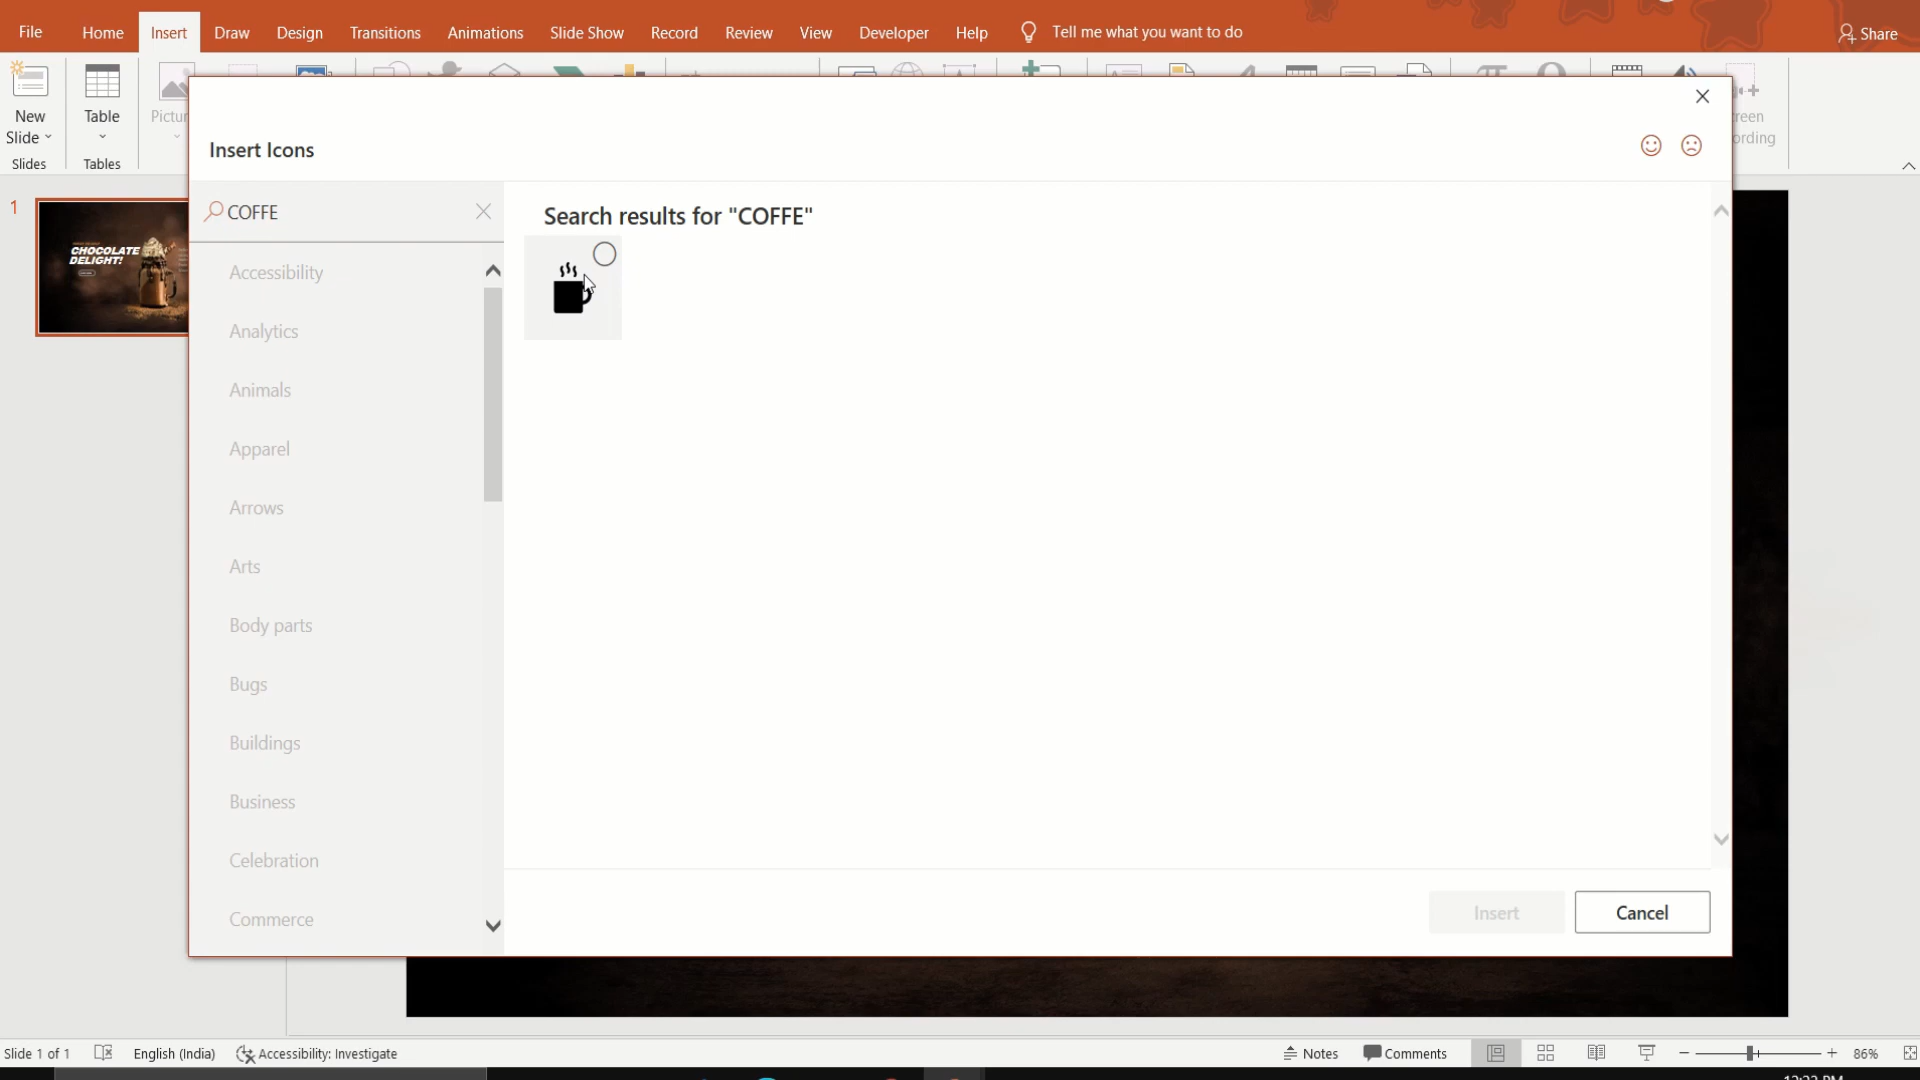 File Home Insert Draw Design Transitions Animations Slide Show Record Review View Developer Help Tell me what you want to do Share
New Slide
Table
Slides
Tables
Insert Icons
COFFE
Search results for "COFFE"
Accessibility
Analytics
Animals
Apparel
Arrows
Arts
Body parts
Bugs
Buildings
Business
Celebration
Commerce
1
CHOCOLATE
DELIGHT!
Insert Cancel
Slide 1 of 1 English (India) Accessibility: Investigate Notes Comments 86%